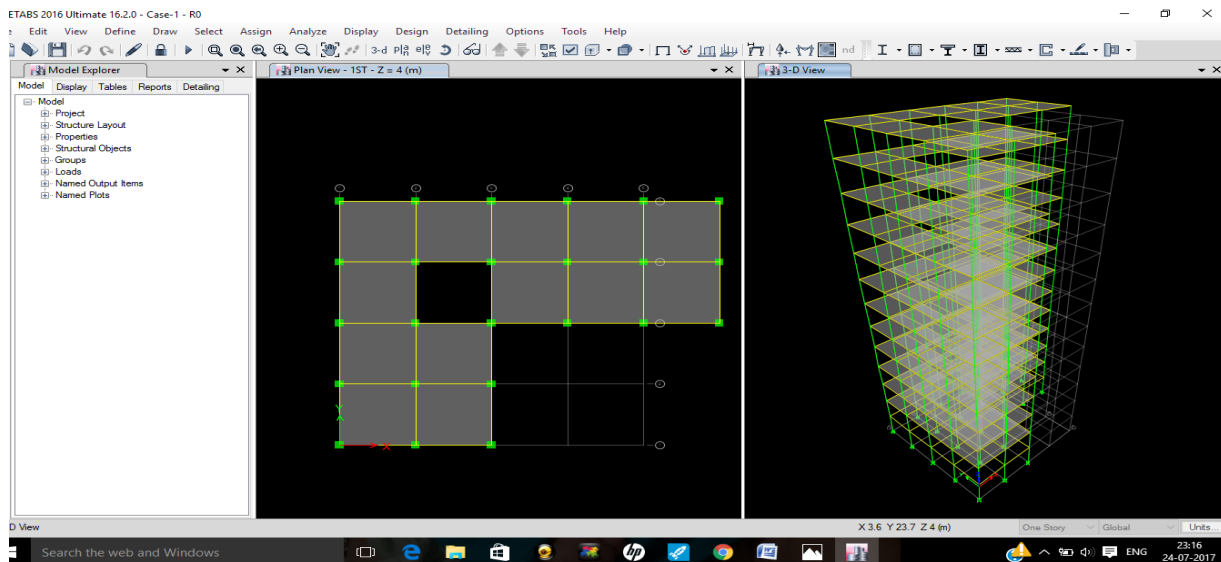 ETABS 2016 Ultimate 16.2.0 - Case-1 - R0
e Edit View Define Draw Select Assign Analyze Display Design Detailing Options Tools Help
3-d nd
Model Explorer
Plan View - 1ST - Z = 4 (m)
3-D View
Model Display Tables Reports Detailing
Model
Project
Structure Layout
Properties
Structural Objects
Groups
Loads
Named Output Items
Named Plots
Y
X
D View
X 3.6 Y 23.7 Z 4 (m)
One Story
Global
Units...
Search the web and Windows
hp
ENG
23:16
24-07-2017